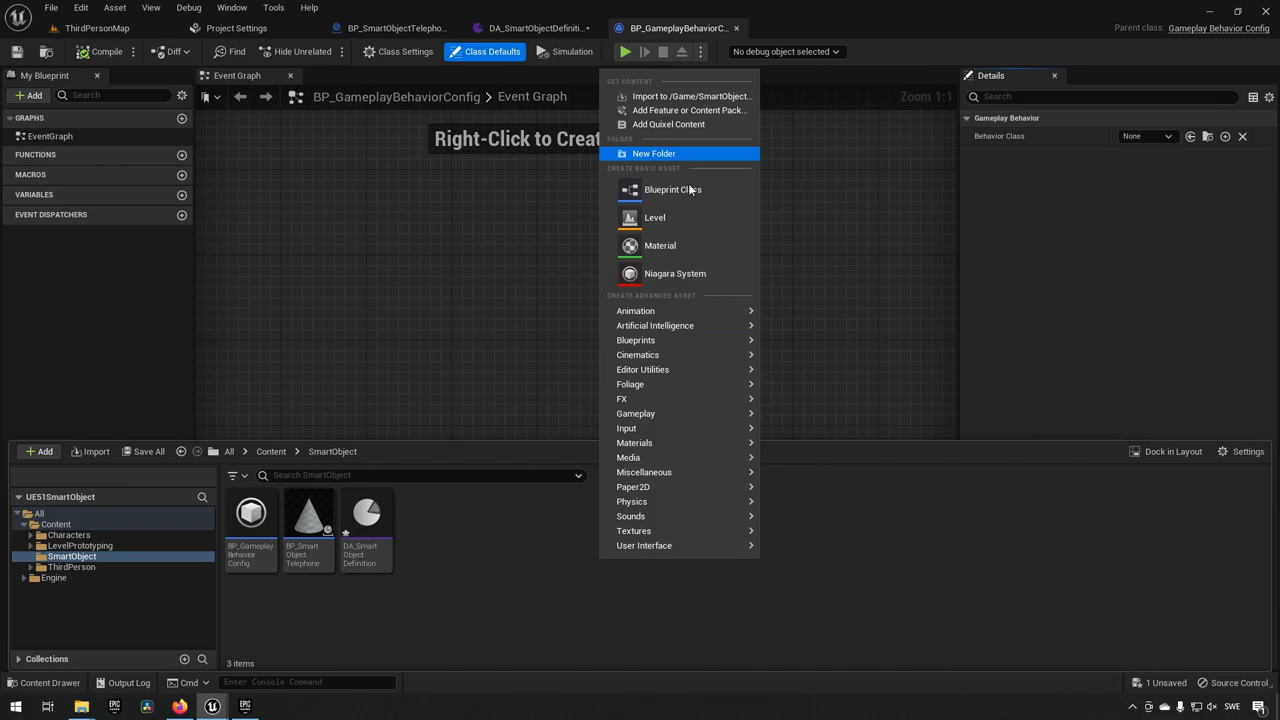 File Edit Asset View Debug Window Tools Help
ThirdPersonMap
Project Settings
BP_SmartObjectTelepho...
DA_SmartObjectDefiniti... •
BP_GameplayBehaviorC...
Parent class: Gameplay Behavior Config
Compile
Diff
Find
Hide Unrelated
Class Settings
Class Defaults
Simulation
No debug object selected
My Blueprint
Event Graph
Details
Add
Search
BP_GameplayBehaviorConfig > Event Graph
Zoom 1:1
Search
GRAPHS
EventGraph
FUNCTIONS
MACROS
VARIABLES
EVENT DISPATCHERS
Right-Click to Crea
Gameplay Behavior
Behavior Class
None
GET CONTENT
Import to /Game/SmartObject...
Add Feature or Content Pack...
Add Quixel Content
FOLDER
New Folder
CREATE BASIC ASSET
Blueprint Class
Level
Material
Niagara System
CREATE ADVANCED ASSET
Animation
Artificial Intelligence
Blueprints
Cinematics
Editor Utilities
Foliage
FX
Gameplay
Input
Materials
Media
Miscellaneous
Paper2D
Physics
Sounds
Textures
User Interface
Add
Import
Save All
All > Content > SmartObject
Dock in Layout
Settings
Search SmartObject
UE51SmartObject
All
Content
Characters
LevelPrototyping
SmartObject
ThirdPerson
Engine
BP_Gameplay
Behavior
Config
BP_Smart
Object
Telephone
DA_Smart
Object
Definition
Collections
3 items
Content Drawer
Output Log
Cmd
Enter Console Command
1 Unsaved
Source Control
SWE